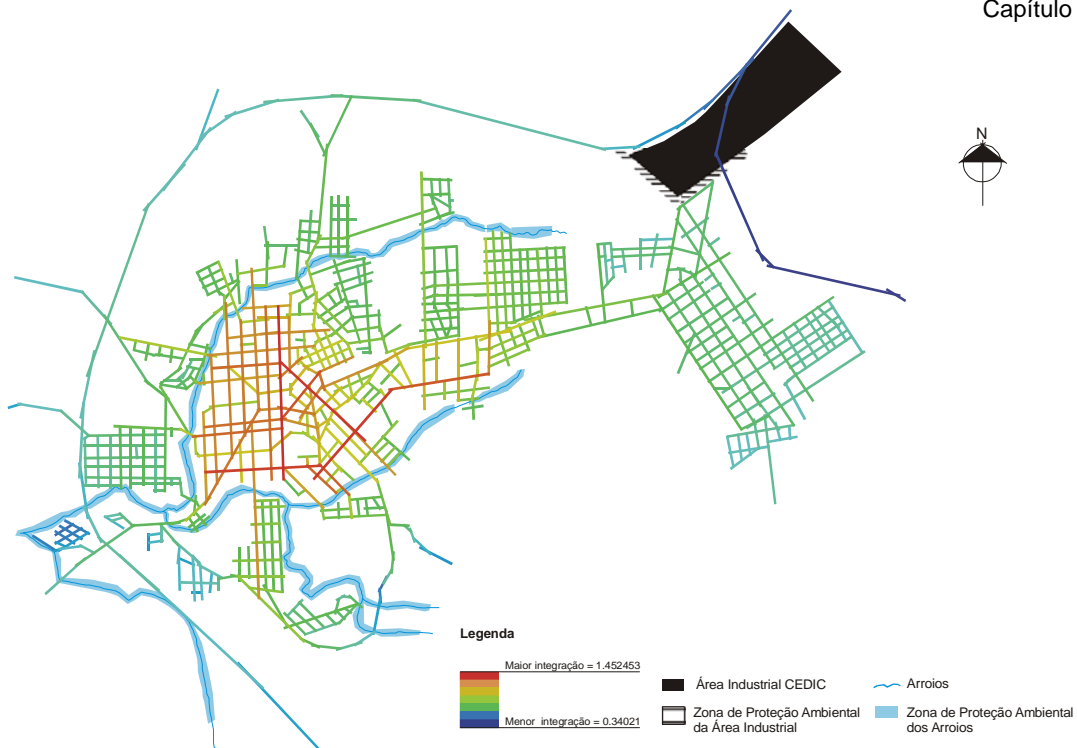 Capítulo
N
Legenda
Maior integração = 1.452453
Menor integração = 0.34021
Área Industrial CEDIC
Zona de Proteção Ambiental
da Área Industrial
Arroios
Zona de Proteção Ambiental
dos Arroios